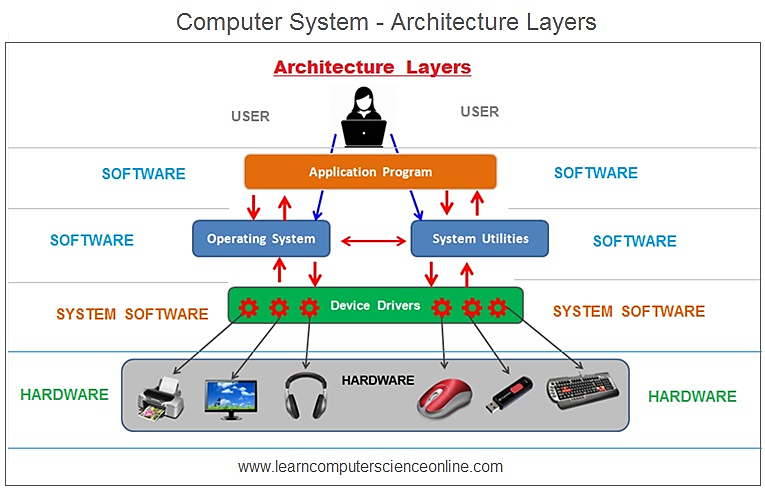 Computer System - Architecture Layers
Architecture Layers
USER USER
SOFTWARE Application Program SOFTWARE
SOFTWARE Operating System System Utilities SOFTWARE
SYSTEM SOFTWARE Device Drivers SYSTEM SOFTWARE
HARDWARE HARDWARE HARDWARE
www.learncomputerscienceonline.com